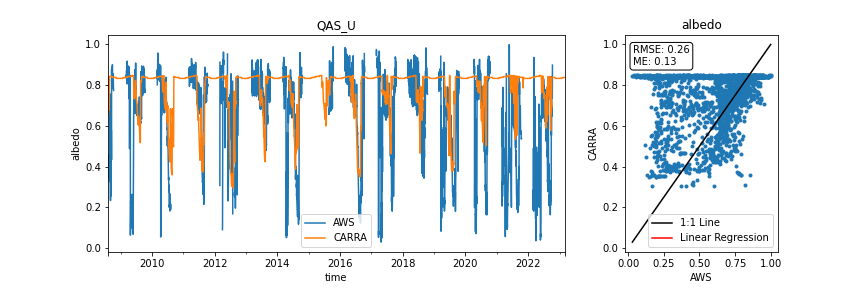 QAS_U
albedo
1.0
0.8
0.6
0.4
0.2
0.0
albedo
AWS
CARRA
2010
2012
2014
2016
2018
2020
2022
time
albedo
RMSE: 0.26
ME: 0.13
1.0
0.8
0.6
0.4
0.2
0.0
CARRA
1:1 Line
Linear Regression
0.00
0.25
0.50
0.75
1.00
AWS